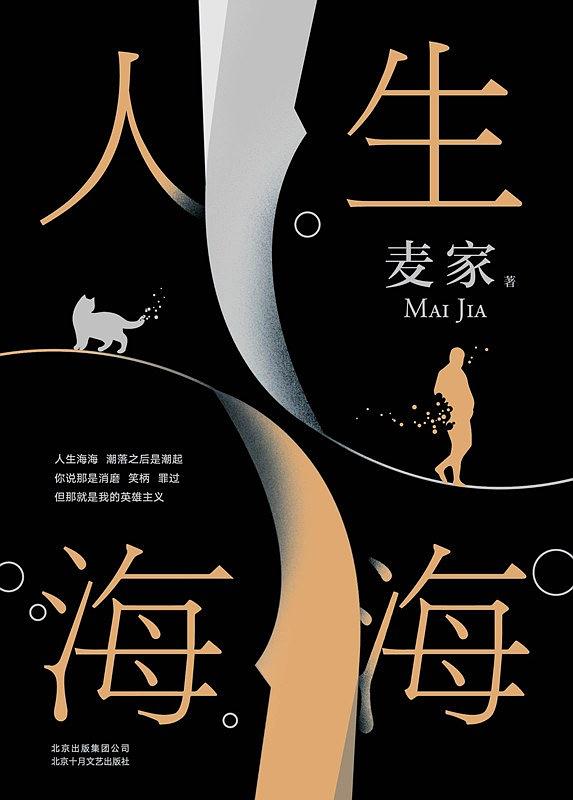 人生
麦家 著
MAI JIA
人生海海 潮落之后是潮起
你说那是消磨 笑柄 罪过
但那就是我的英雄主义
海海
北京出版集团公司
北京十月文艺出版社